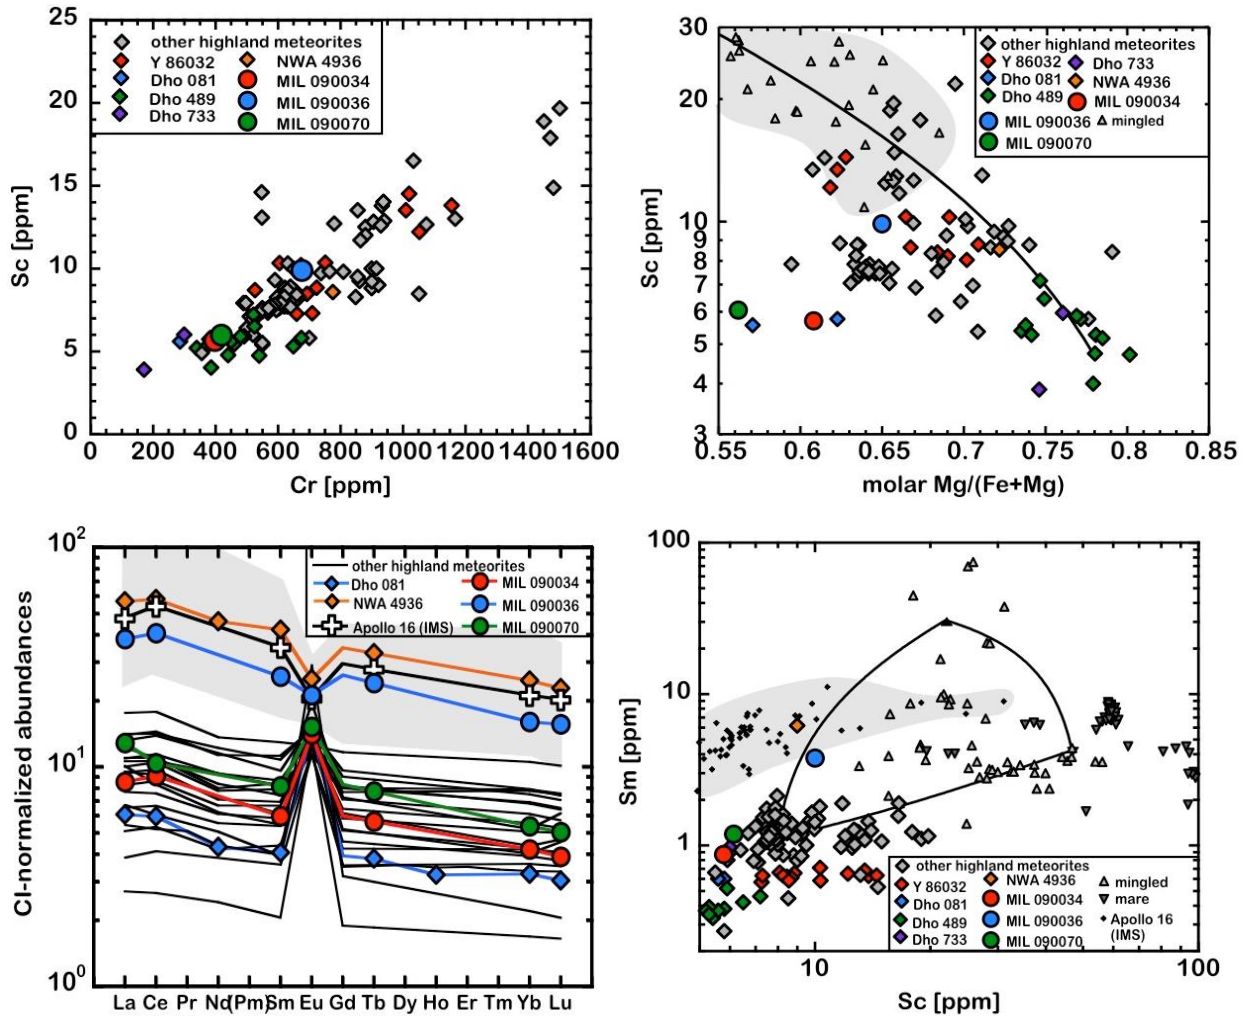 25
20
15
10
5
0
Sc [ppm]
other highland meteorites
Y 86032
NWA 4936
Dho 081
MIL 090034
Dho 489
MIL 090036
Dho 733
MIL 090070
0 200 400 600 800 1000 1200 1400 1600
Cr [ppm]
30
20
10
9
8
7
6
5
4
3
Sc [ppm]
other highland meteorites
Y 86032
Dho 733
Dho 081
NWA 4936
Dho 489
MIL 090034
MIL 090036
mingled
MIL 090070
0.55 0.6 0.65 0.7 0.75 0.8 0.85
molar Mg/(Fe+Mg)
10²
10¹
10⁰
CI-normalized abundances
other highland meteorites
Dho 081
MIL 090034
NWA 4936
MIL 090036
Apollo 16 (IMS)
MIL 090070
La Ce Pr Nd (Pm) Sm Eu Gd Tb Dy Ho Er Tm Yb Lu
100
10
1
Sm [ppm]
other highland meteorites
Y 86032
NWA 4936
mingled
Dho 081
MIL 090034
mare
Dho 489
MIL 090036
Apollo 16
(IMS)
Dho 733
MIL 090070
10 100
Sc [ppm]